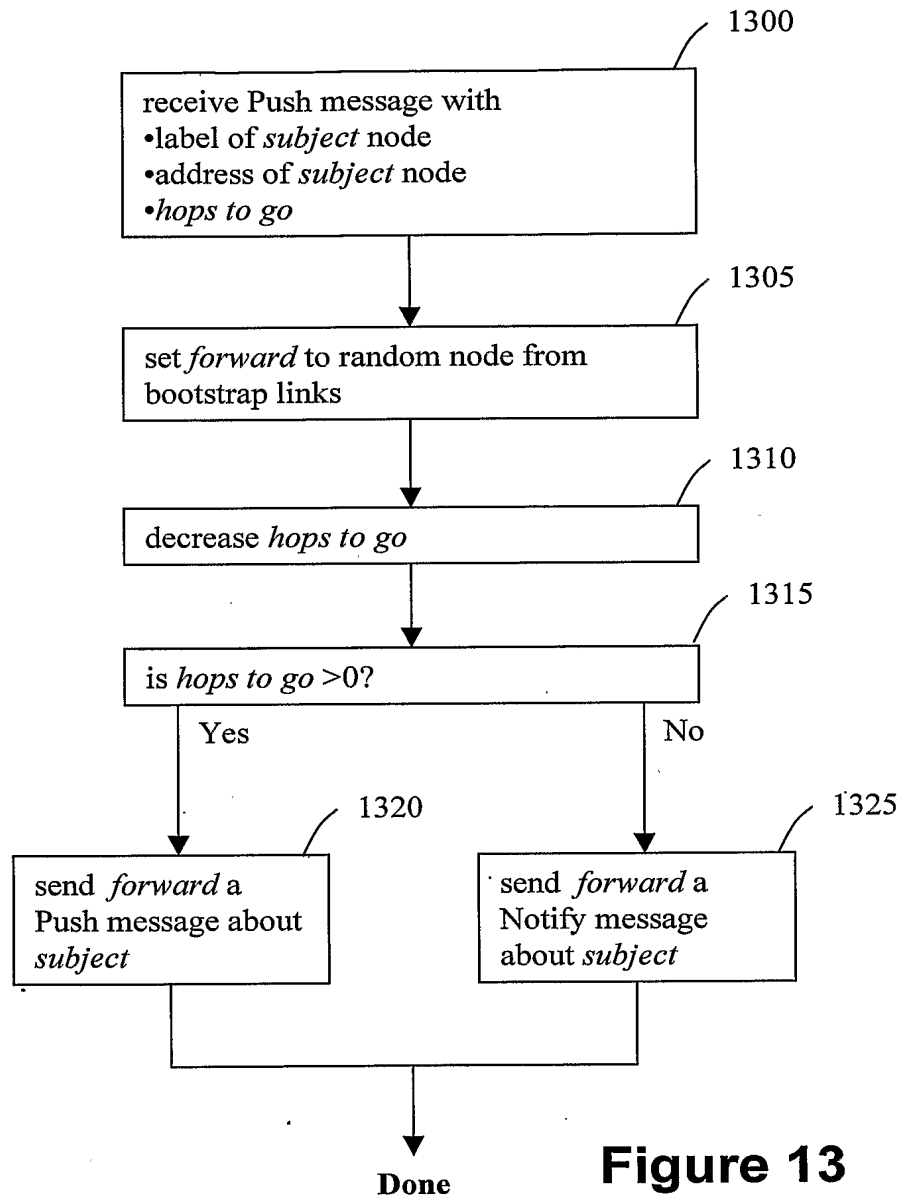 1300
receive Push message with
•label of subject node
•address of subject node
•hops to go
1305
set forward to random node from
bootstrap links
1310
decrease hops to go
1315
is hops to go >0?
Yes
No
1320
send forward a
Push message about
subject
1325
send forward a
Notify message
about subject
Done
Figure 13